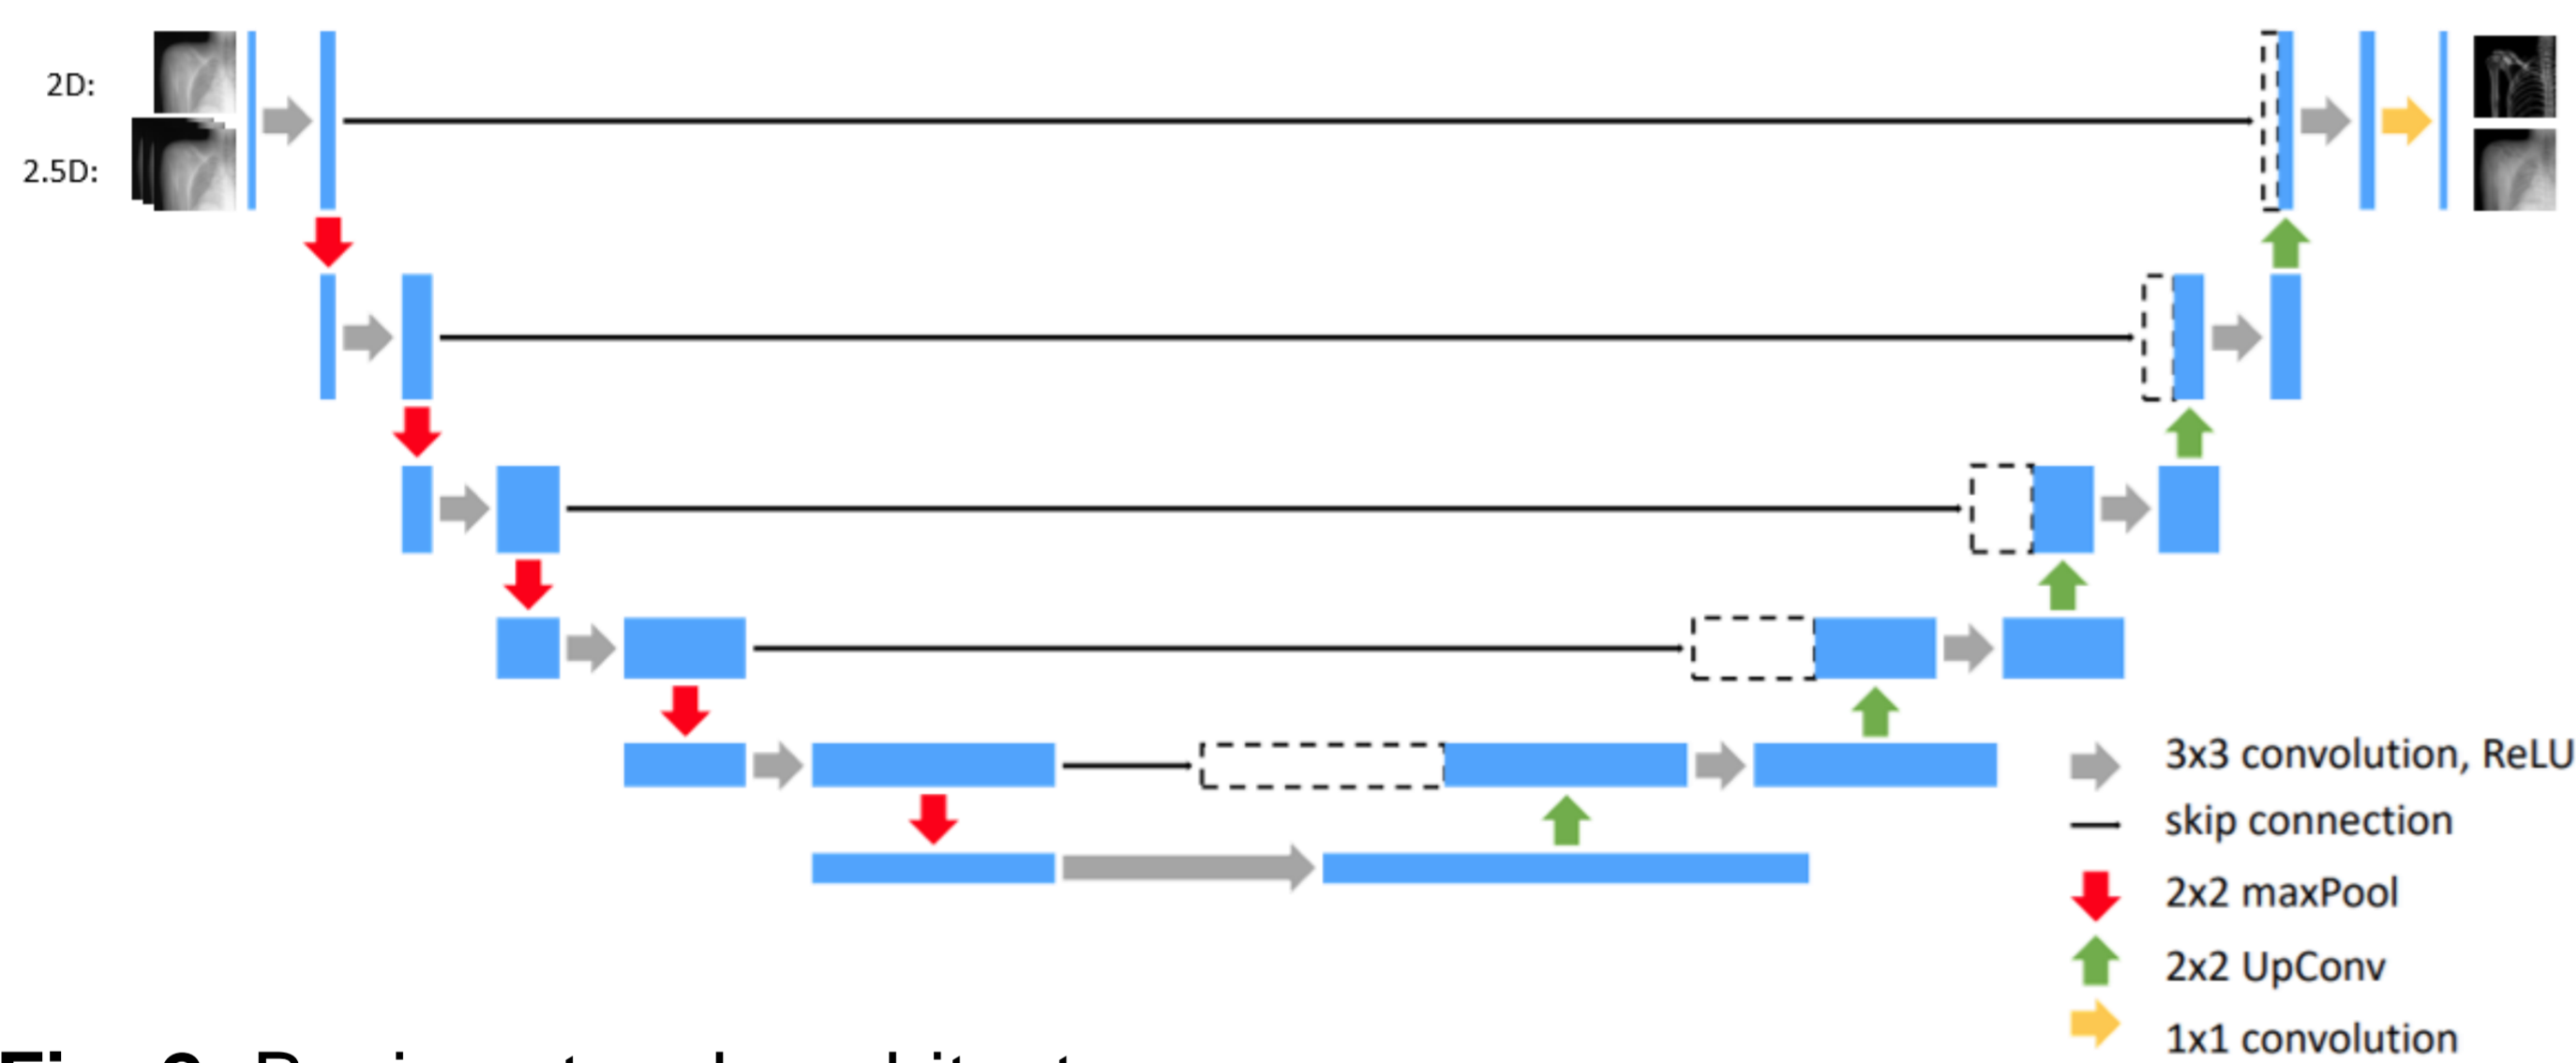 2D:
2.5D:
3x3 convolution, ReLU
skip connection
2x2 maxPool
2x2 UpConv
1x1 convolution